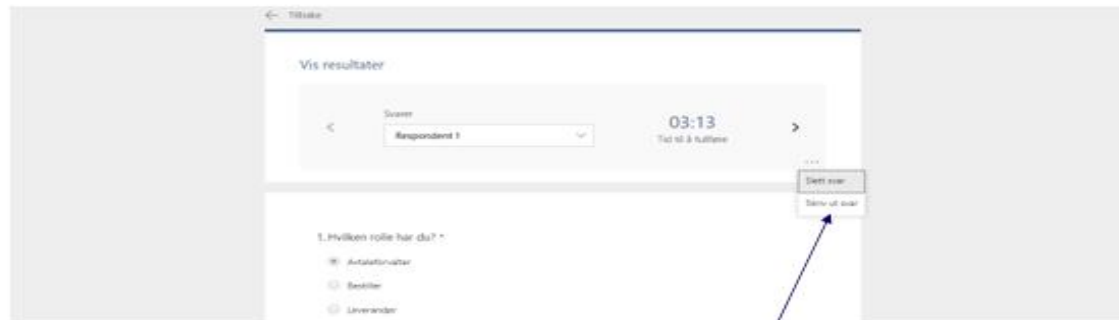 Tilbake
Vis resultater
Svarer
Respondent 1
03:13
Tid til å fullføre
Slett svar
Skriv ut svar
1. Hvilken rolle har du? *
Avtaleforvalter
Bestiller
Leverandør